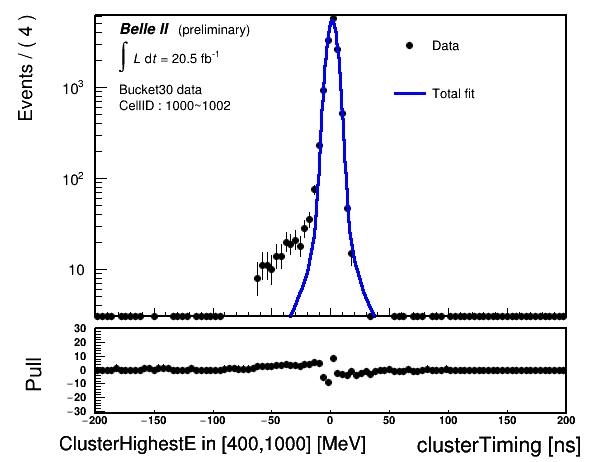 Events / ( 4 )
Belle II (preliminary)
∫ L dt = 20.5 fb⁻¹
Bucket30 data
CellID : 1000~1002
Data
Total fit
10³
10²
10
Pull
30
20
10
0
−10
−20
−30
−200 −150 −100 −50 0 50 100 150 200
ClusterHighestE in [400,1000] [MeV] clusterTiming [ns]